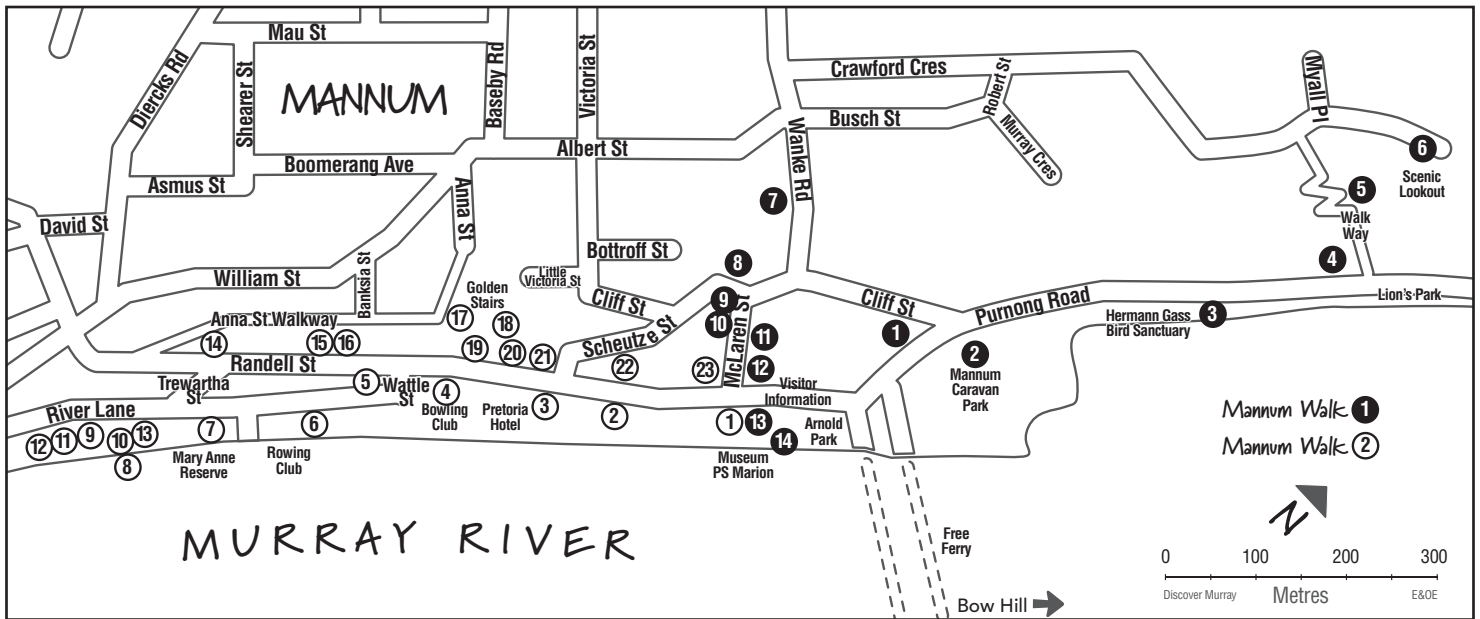 Mau St
Diercks Rd
Shearer St
MANNUM
Baseby Rd
Victoria St
Crawford Cres
Robert St
Myall Pl
Busch St
Murray Cres
Wanke Rd
Albert St
Boomerang Ave
Asmus St
6
Scenic
Lookout
5
Walk
Way
7
David St
Anna St
Bottroff St
8
4
William St
Banksia St
Little
Victoria St
Golden
Stairs
Cliff St
9
Cliff St
Purnong Road
Lion's Park
Hermann Gass
Bird Sanctuary
3
Anna St Walkway
17
18
10
McLaren St
11
1
14
15
16
19
20
21
Scheutze St
22
23
12
2
Mannum
Caravan
Park
Randell St
Trewartha
St
5
Wattle
St
4
Bowling
Club
Pretoria
Hotel
3
2
Visitor
Information
1
13
Arnold
Park
14
Museum
PS Marion
River Lane
12
11
9
10
13
8
7
Mary Anne
Reserve
6
Rowing
Club
Mannum Walk 1
Mannum Walk 2
N
MURRAY RIVER
Free
Ferry
Bow Hill
0 100 200 300
Discover Murray Metres E&OE